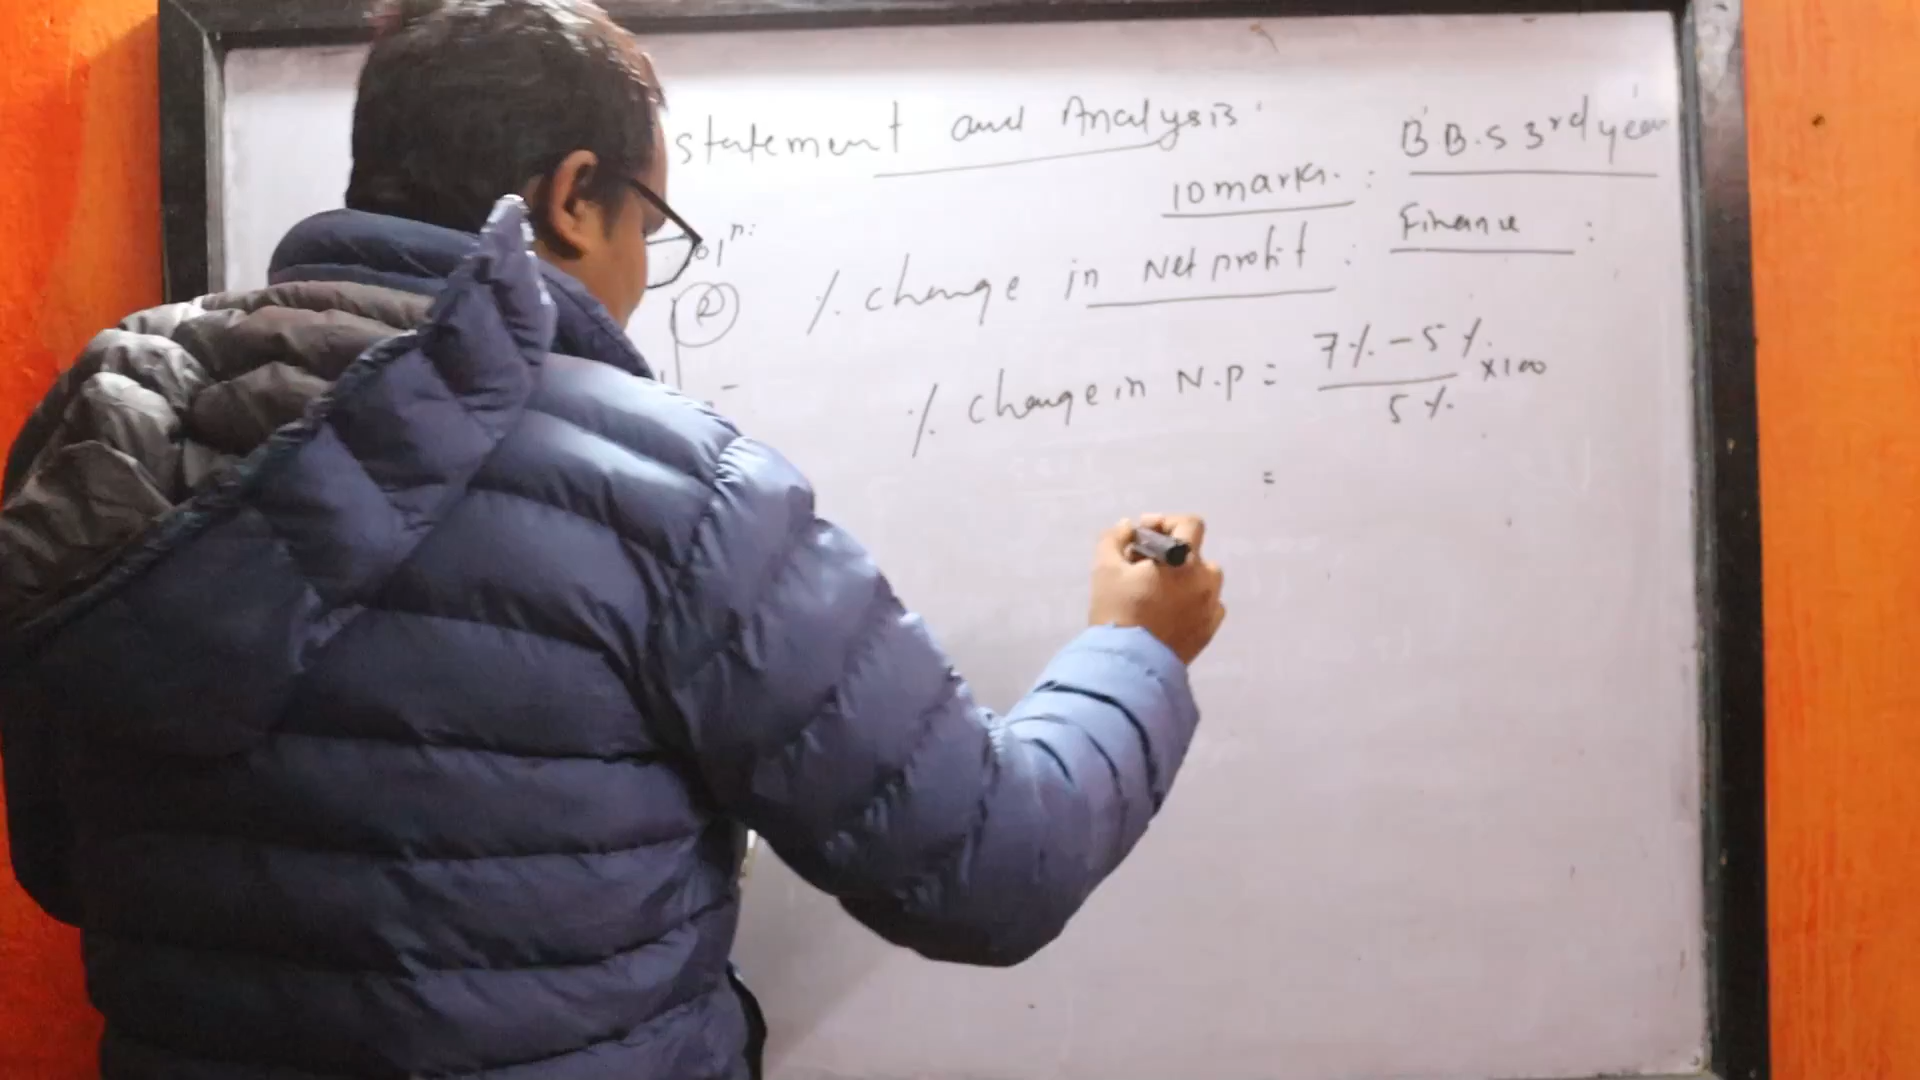 statement and Analysis
B.B.S 3rd year
10 marks. :
Finance :
% change in Net profit :
% change in N.P = 7% - 5% / 5% x100
=